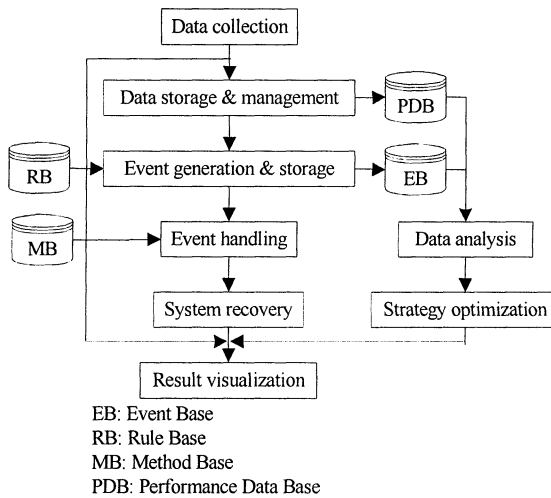 Data collection
Data storage & management
PDB
Event generation & storage
RB
EB
Event handling
MB
Data analysis
System recovery
Strategy optimization
Result visualization
EB: Event Base
RB: Rule Base
MB: Method Base
PDB: Performance Data Base